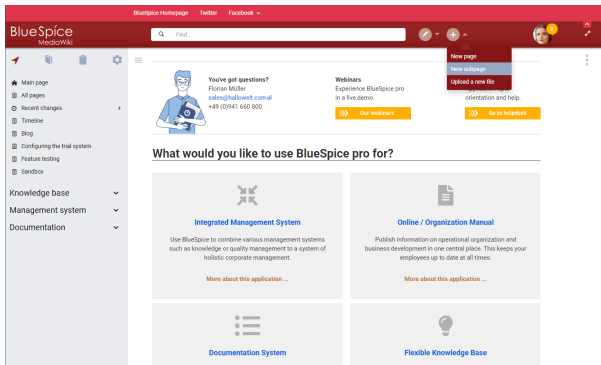 BlueSpice Homepage Twitter Facebook
BlueSpice
MediaWiki
Find...
New page
New subpage
Upload a new file
Main page
All pages
Recent changes
Timeline
Blog
Configuring the trial system
Feature testing
Sandbox
Knowledge base
Management system
Documentation
You've got questions?
Florian Müller
sales@hallowelt.com
+49 (0)941 660 800
Webinars
Experience BlueSpice pro
in a live demo.
Our webinars
orientation and help.
Go to helpdesk
What would you like to use BlueSpice pro for?
Integrated Management System
Use BlueSpice to combine various management systems
such as knowledge or quality management to a system of
holistic corporate management.
More about this application ...
Online / Organization Manual
Publish information on operational organization and
business development in one central place. This keeps your
employees up to date at all times.
More about this application ...
Documentation System
Flexible Knowledge Base